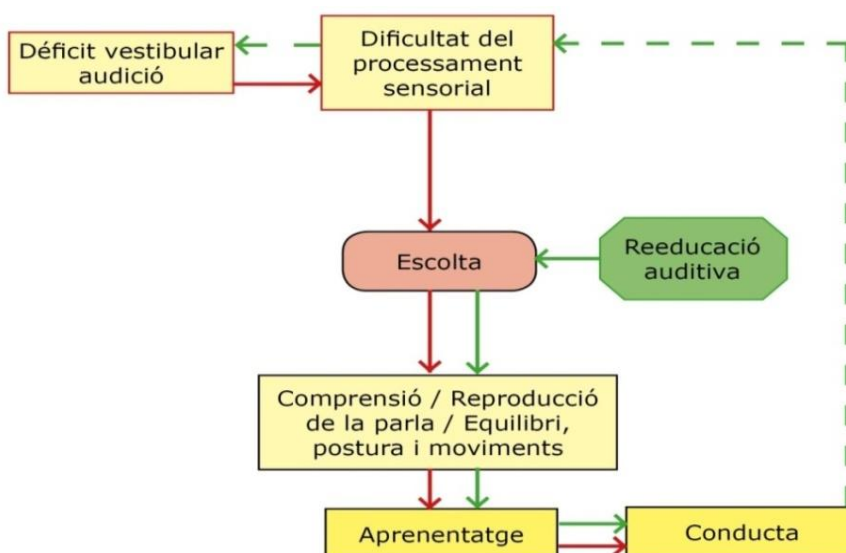 Déficit vestibular
audició
Dificultat del
processament
sensorial
Escolta
Reeducació
auditiva
Comprensió / Reproducció
de la parla / Equilibri,
postura i moviments
Aprenentatge
Conducta